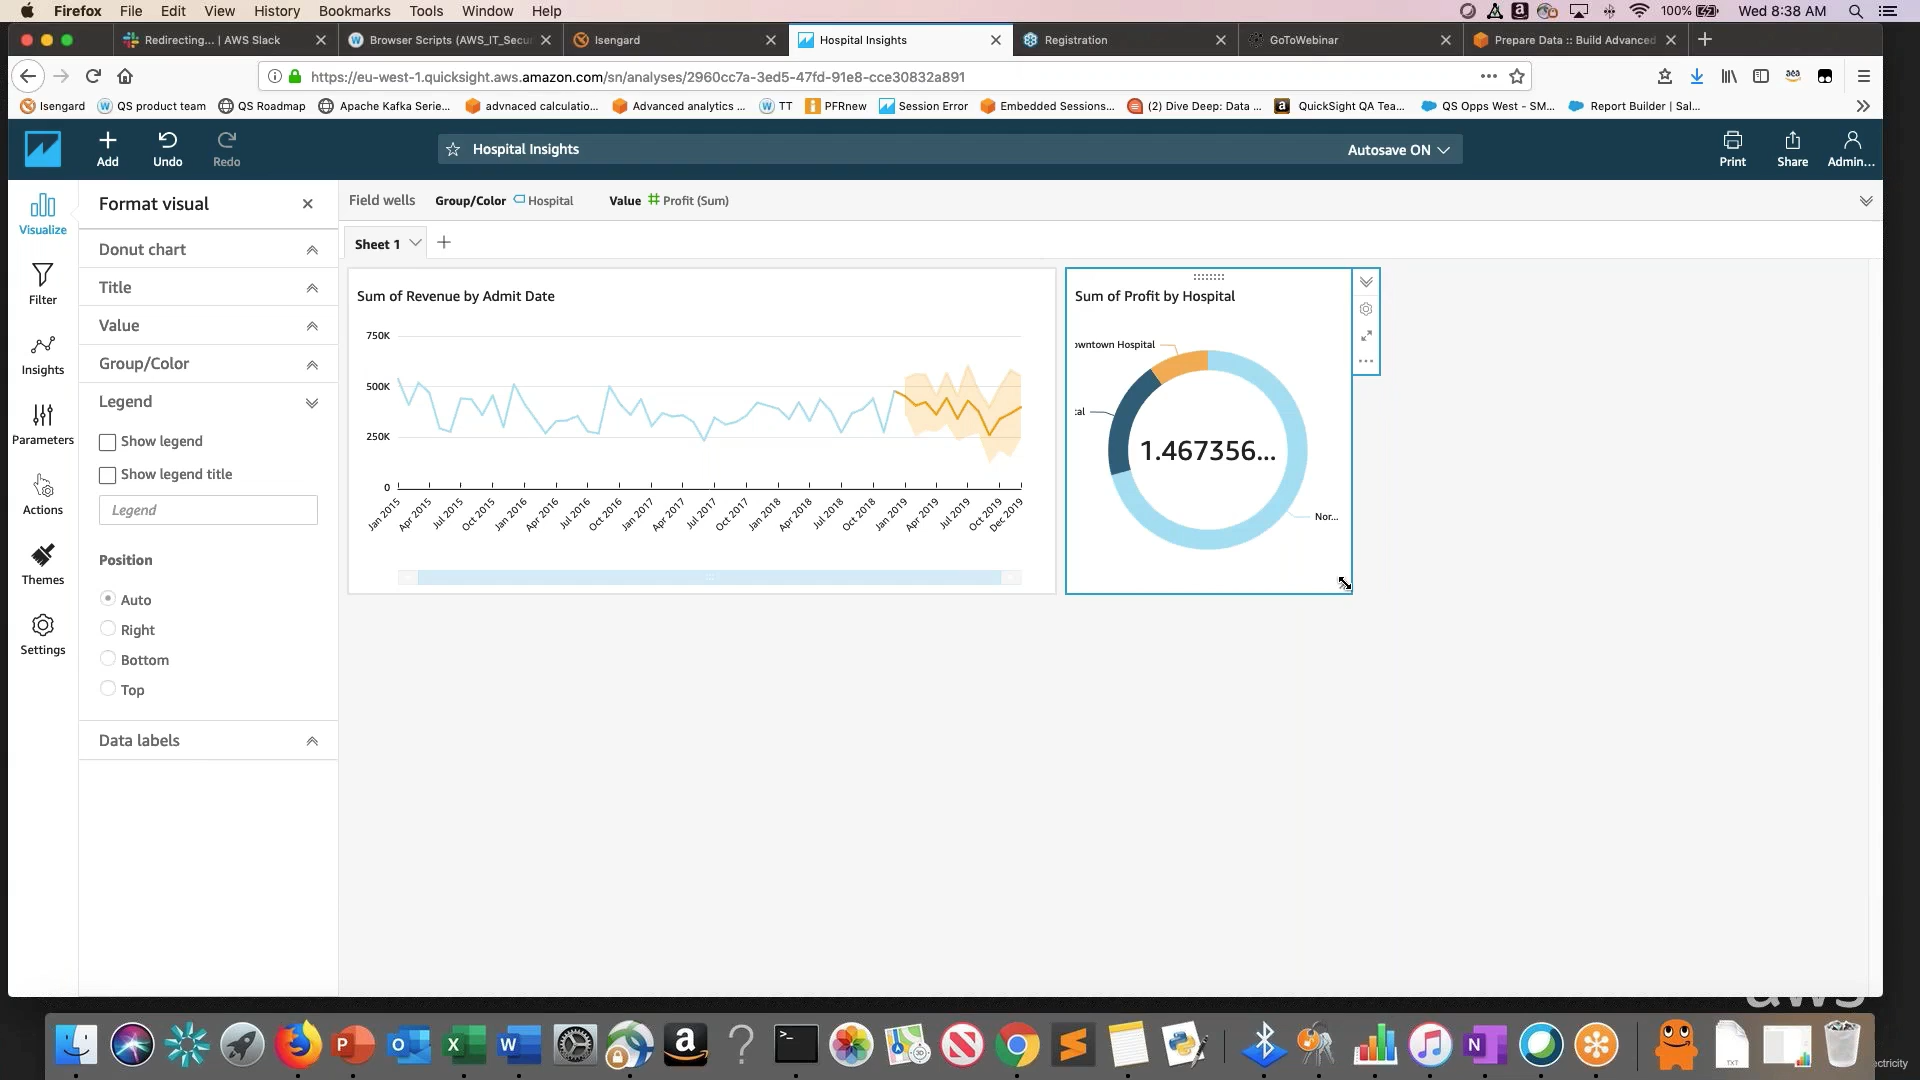 Firefox File Edit View History Bookmarks Tools Window Help 100% Wed 8:38 AM
Redirecting... | AWS Slack Browser Scripts (AWS_IT_Secu Isengard Hospital Insights Registration GoToWebinar Prepare Data :: Build Advanced
https://eu-west-1.quicksight.aws.amazon.com/sn/analyses/2960cc7a-3ed5-47fd-91e8-cce30832a891
Isengard QS product team QS Roadmap Apache Kafka Serie... advnaced calculatio... Advanced analytics ... TT PFRnew Session Error Embedded Sessions... (2) Dive Deep: Data ... QuickSight QA Tea... QS Opps West - SM... Report Builder | Sal...
Add Undo Redo Hospital Insights Autosave ON Print Share Admin...
Visualize
Filter
Insights
Parameters
Actions
Themes
Settings
Format visual
Donut chart
Title
Value
Group/Color
Legend
Show legend
Show legend title
Legend
Position
Auto
Right
Bottom
Top
Data labels
Field wells Group/Color Hospital Value Profit (Sum)
Sheet 1
Sum of Revenue by Admit Date
750K
500K
250K
0
Jan 2015 Apr 2015 Jul 2015 Oct 2015 Jan 2016 Apr 2016 Jul 2016 Oct 2016 Jan 2017 Apr 2017 Jul 2017 Oct 2017 Jan 2018 Apr 2018 Jul 2018 Oct 2018 Jan 2019 Apr 2019 Jul 2019 Oct 2019 Dec 2019
Sum of Profit by Hospital
owntown Hospital
tal
1.467356...
Nor...
aws
TXT
ectricity